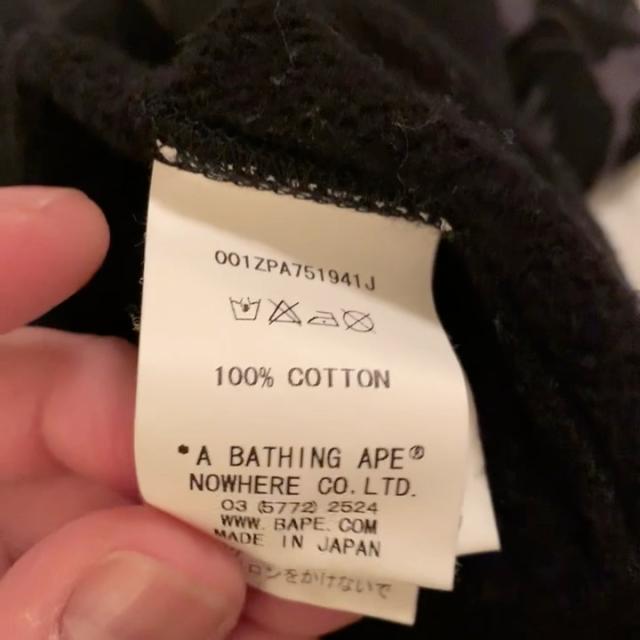 001ZPA751941J
100% COTTON
*A BATHING APE®
NOWHERE CO.LTD.
03 (5772) 2524
WWW.BAPE.COM
MADE IN JAPAN
イロンをかけないで